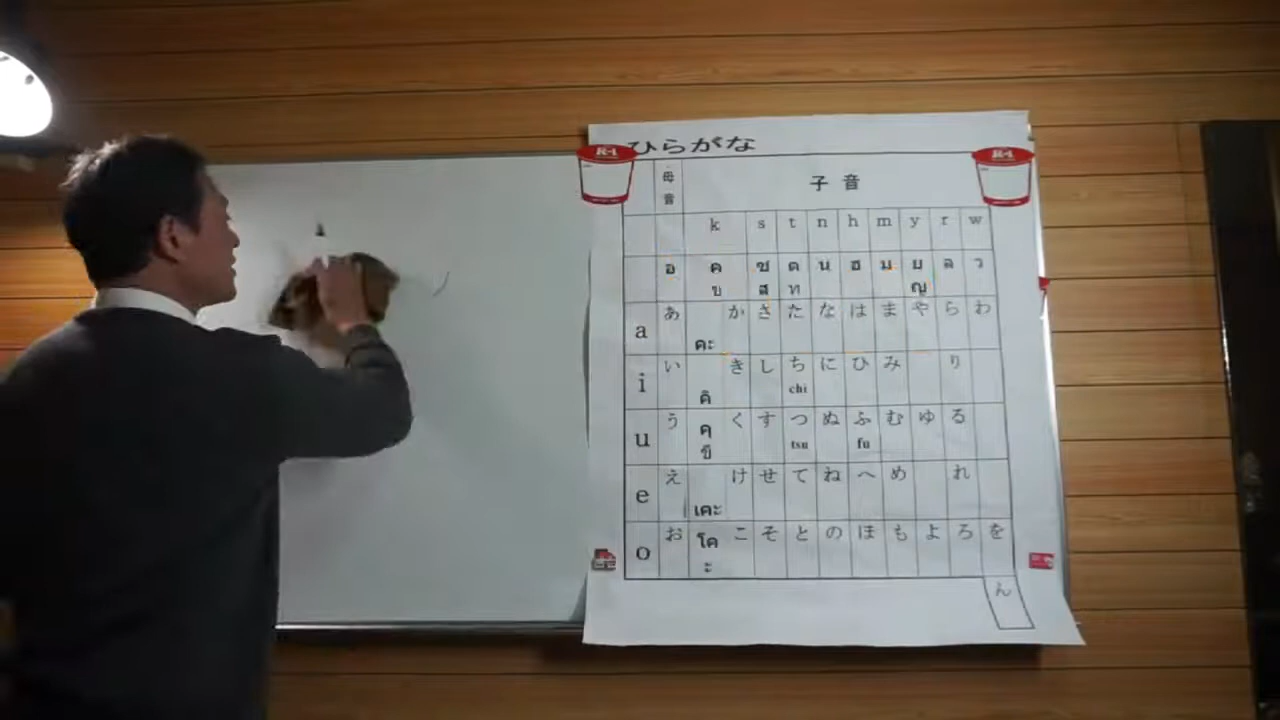 ひらがな
R-1
R-1
母音
子音
k s t n h m y r w
อ ค ซ ต น ฮ ม ย ล ว
ข ส ท ญ
a あ คะ か さ た な は ま や ら わ
i い คิ き し ち に ひ み り
chi
u う คุ く す つ ぬ ふ む ゆ る
ขึ tsu fu
e え เคะ け せ て ね へ め れ
o お โค こ そ と の ほ も よ ろ を
ะ
ん